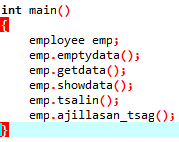 int main()
{
employee emp;
emp.emptydata();
emp.getdata();
emp.showdata();
emp.tsalin();
emp.ajillasan_tsag();
}